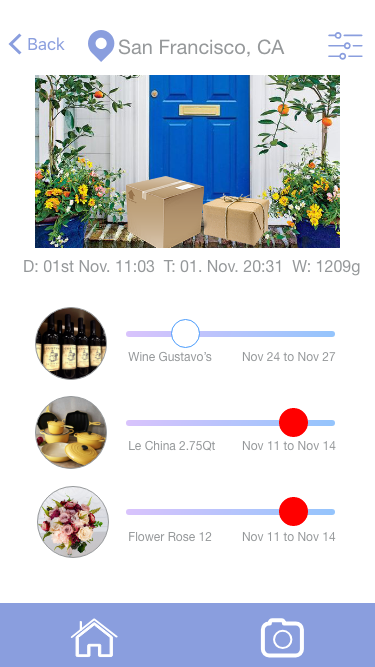 Back
San Francisco, CA
D: 01st Nov. 11:03 T: 01. Nov. 20:31 W: 1209g
Wine Gustavo's Nov 24 to Nov 27
Le China 2.75Qt Nov 11 to Nov 14
Flower Rose 12 Nov 11 to Nov 14